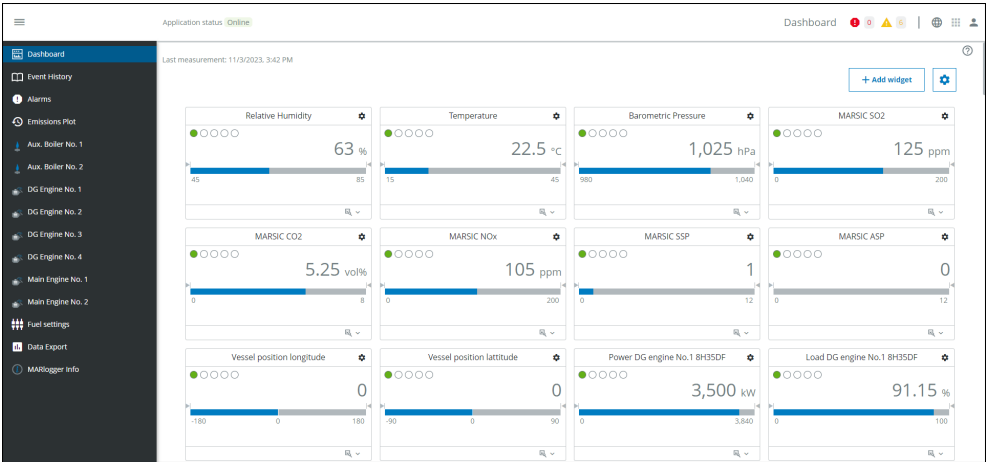 Application status Online
Dashboard 0 6
Dashboard
Event History
Alarms
Emissions Plot
Aux. Boiler No. 1
Aux. Boiler No. 2
DG Engine No. 1
DG Engine No. 2
DG Engine No. 3
DG Engine No. 4
Main Engine No. 1
Main Engine No. 2
Fuel settings
Data Export
MARlogger Info
Last measurement: 11/3/2023, 3:42 PM
+ Add widget
Relative Humidity
63 %
45 85
Temperature
22.5 °C
15 45
Barometric Pressure
1,025 hPa
980 1,040
MARSIC SO2
125 ppm
0 200
MARSIC CO2
5.25 vol%
0 8
MARSIC NOx
105 ppm
0 200
MARSIC SSP
1
0 12
MARSIC ASP
0
0 12
Vessel position longitude
0
-180 0 180
Vessel position lattitude
0
-90 0 90
Power DG engine No.1 8H35DF
3,500 kW
0 3,840
Load DG engine No.1 8H35DF
91.15 %
0 100